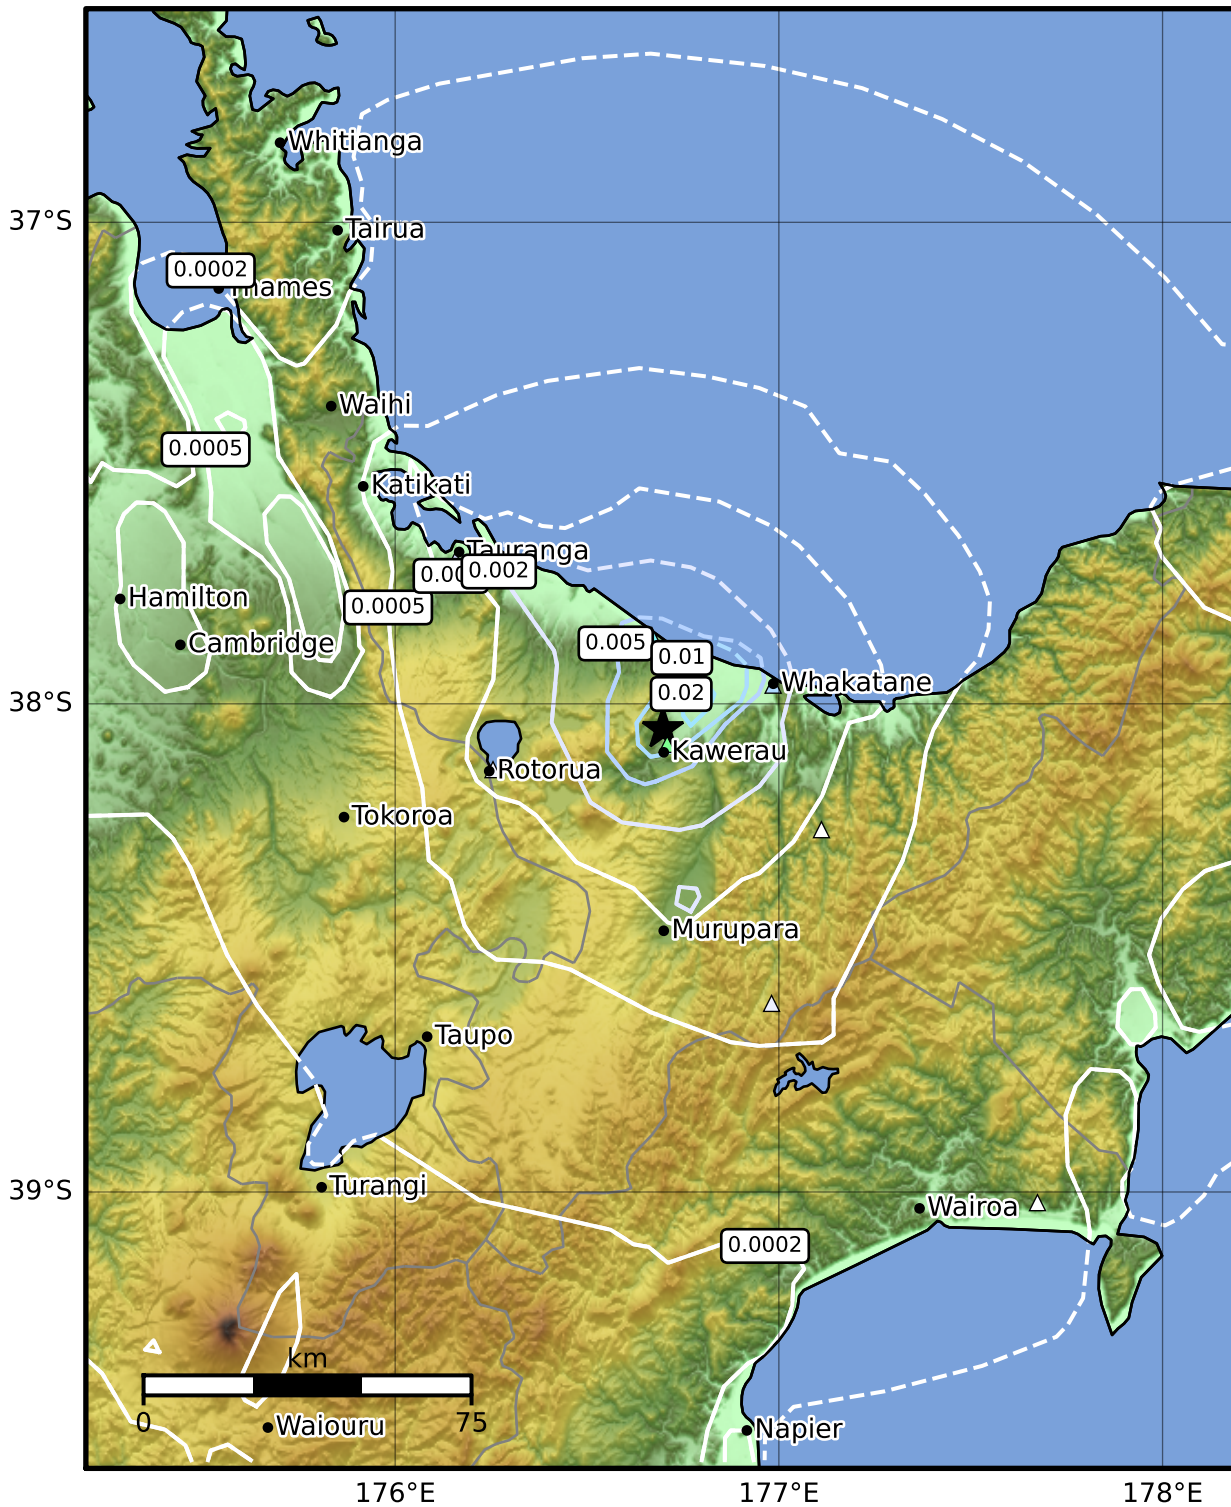 Whitianga
37°S
Tairua
0.0002
Thames
Waihi
0.0005
Katikati
Tauranga
0.002
0.0005
Hamilton
Cambridge
0.005
0.01
Whakatane
38°S
0.02
Kawerau
Rotorua
Tokoroa
Murupara
Taupo
39°S
Turangi
Wairoa
0.0002
km
0
75
Waiouru
Napier
176°E
177°E
178°E